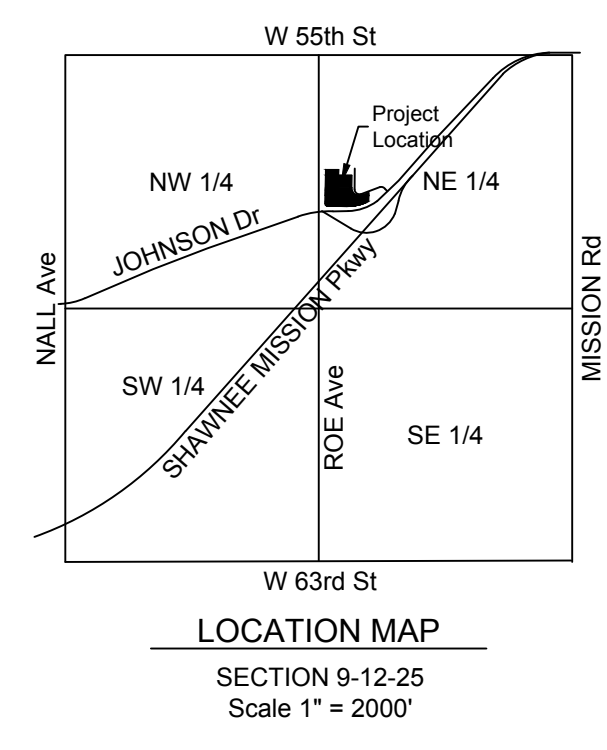 W 55th St
Project
Location
NW 1/4
NE 1/4
JOHNSON Dr
NALL Ave
MISSION Rd
SHAWNEE MISSION Pkwy
SW 1/4
ROE Ave
SE 1/4
W 63rd St
LOCATION MAP
SECTION 9-12-25
Scale 1" = 2000'